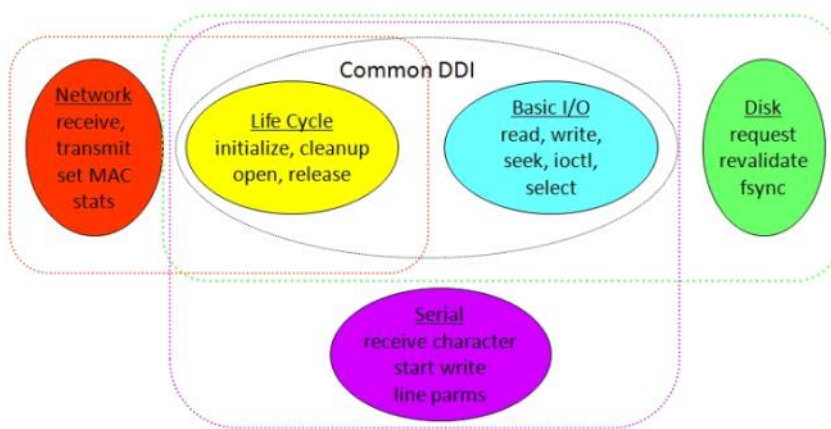 Common DDI
Network
receive,
transmit
set MAC
stats
Life Cycle
initialize, cleanup
open, release
Basic I/O
read, write,
seek, ioctl,
select
Disk
request
revalidate
fsync
Serial
receive character
start write
line parms